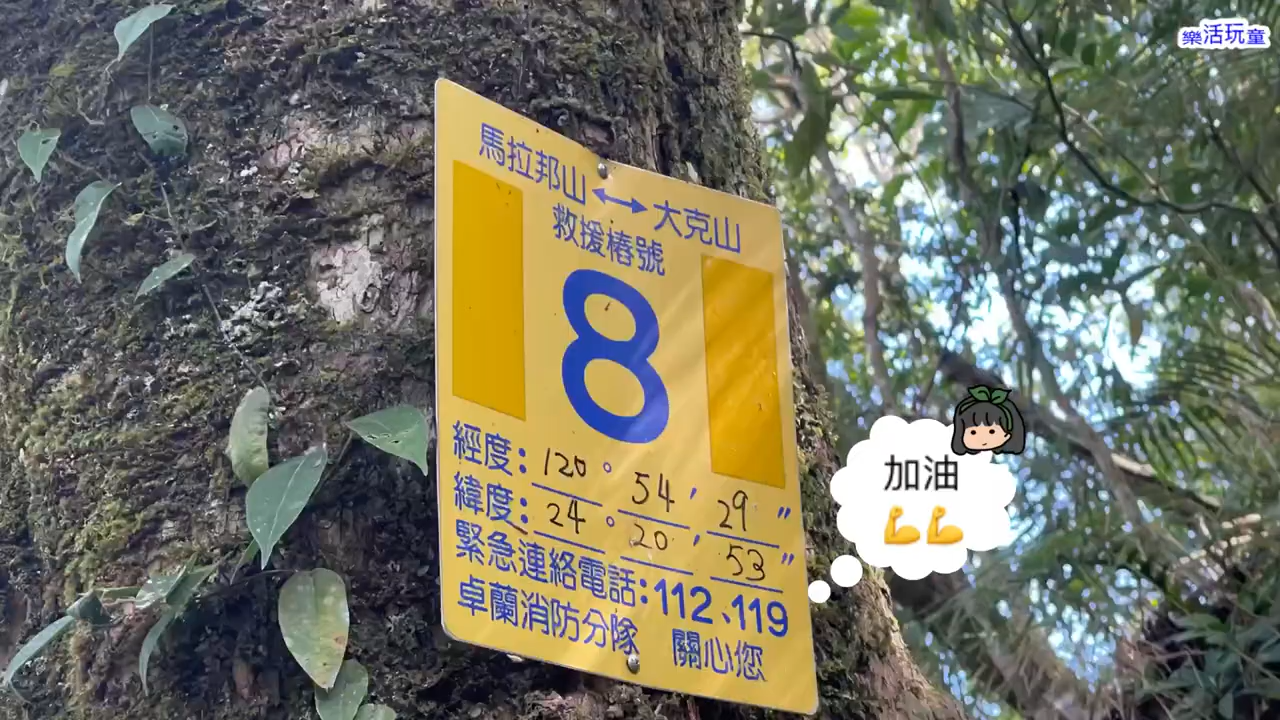 樂活玩童
馬拉邦山↔大克山
救援樁號
8
經度:120°54'29"
緯度:24°20'53"
緊急連絡電話:112、119
卓蘭消防分隊 關心您
加油